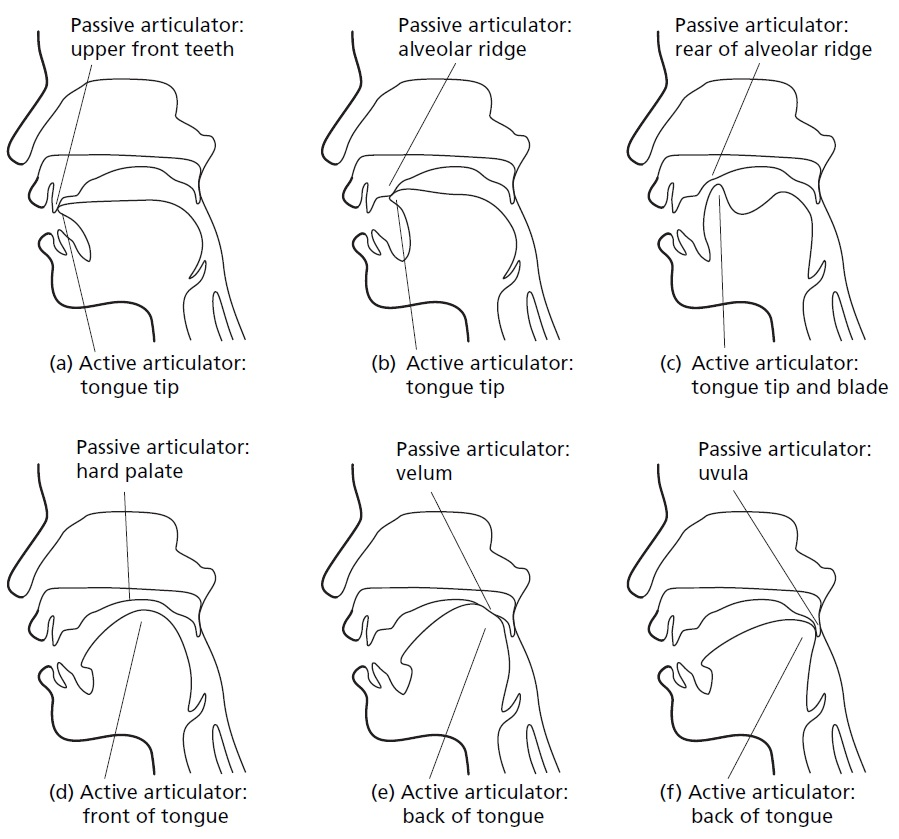 Passive articulator:
upper front teeth
Passive articulator:
alveolar ridge
Passive articulator:
rear of alveolar ridge
(a) Active articulator:
tongue tip
(b) Active articulator:
tongue tip
(c) Active articulator:
tongue tip and blade
Passive articulator:
hard palate
Passive articulator:
velum
Passive articulator:
uvula
(d) Active articulator:
front of tongue
(e) Active articulator:
back of tongue
(f) Active articulator:
back of tongue